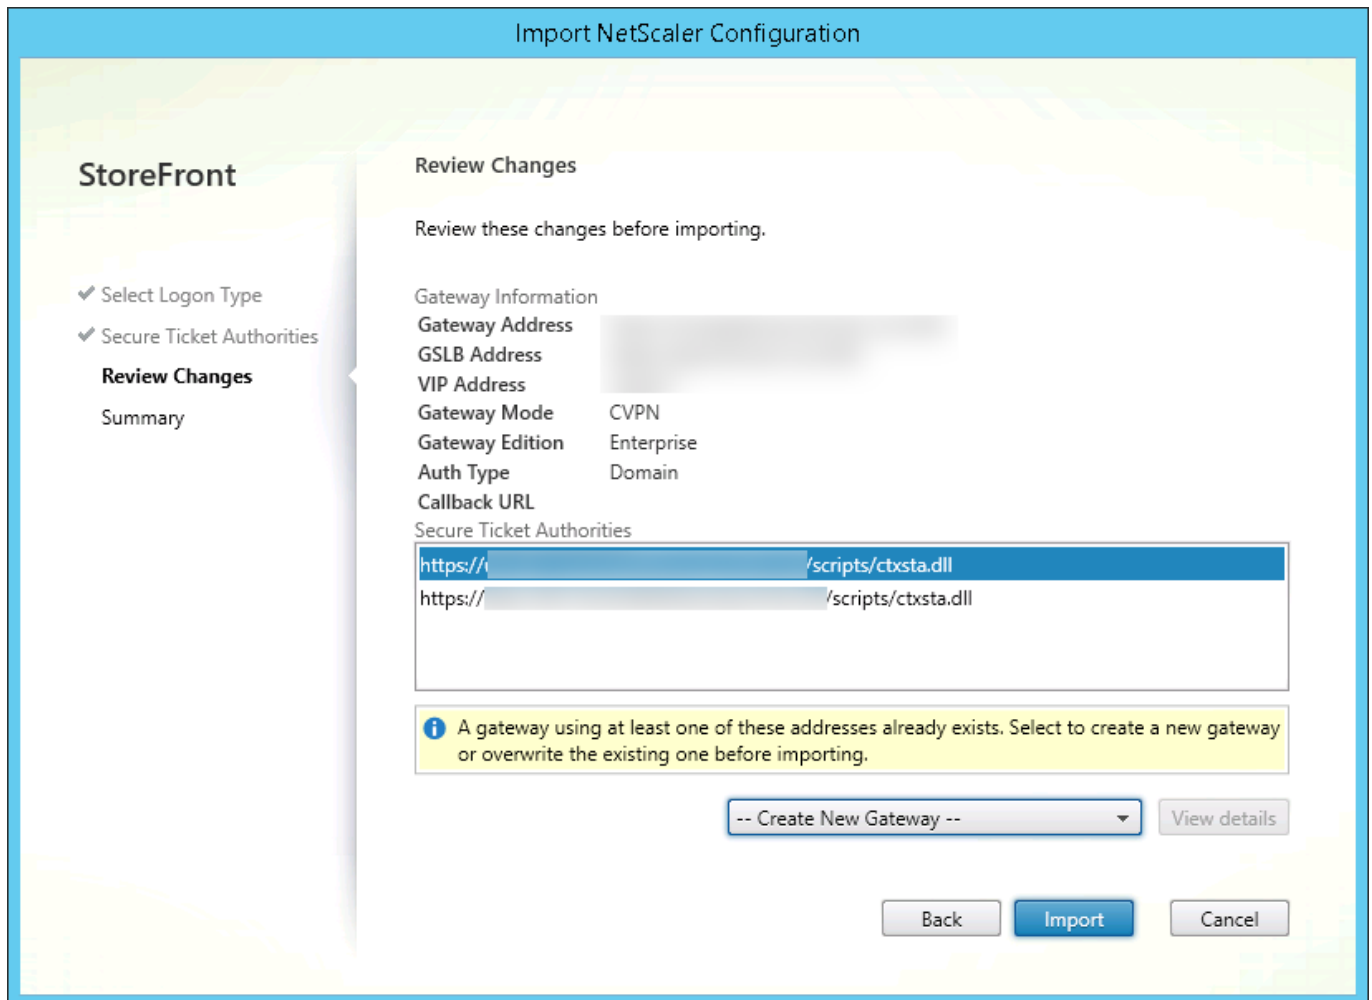 Import NetScaler Configuration
StoreFront
Select Logon Type
Secure Ticket Authorities
Review Changes
Summary
Review Changes
Review these changes before importing.
Gateway Information
Gateway Address
GSLB Address
VIP Address
Gateway Mode CVPN
Gateway Edition Enterprise
Auth Type Domain
Callback URL
Secure Ticket Authorities
https:// /scripts/ctxsta.dll
https:// /scripts/ctxsta.dll
A gateway using at least one of these addresses already exists. Select to create a new gateway
or overwrite the existing one before importing.
-- Create New Gateway -- View details
Back Import Cancel